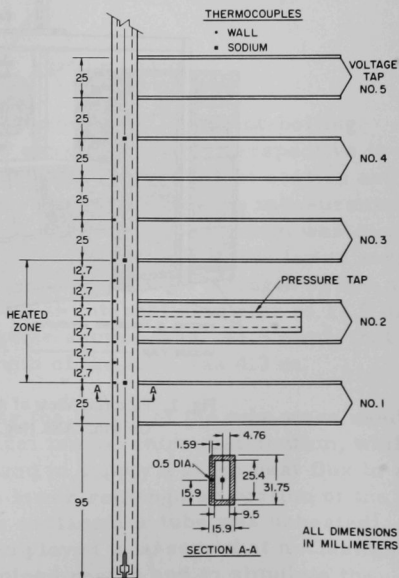 THERMOCOUPLES
• WALL
▪ SODIUM
VOLTAGE
TAP
NO. 5
25
25
NO. 4
25
25
NO. 3
25
12.7
PRESSURE TAP
12.7
HEATED
ZONE
12.7
NO. 2
12.7
12.7
12.7
A
A
NO. 1
25
1.59
4.76
0.5 DIA.
25.4
31.75
15.9
95
9.5
15.9
SECTION A-A
ALL DIMENSIONS
IN MILLIMETERS